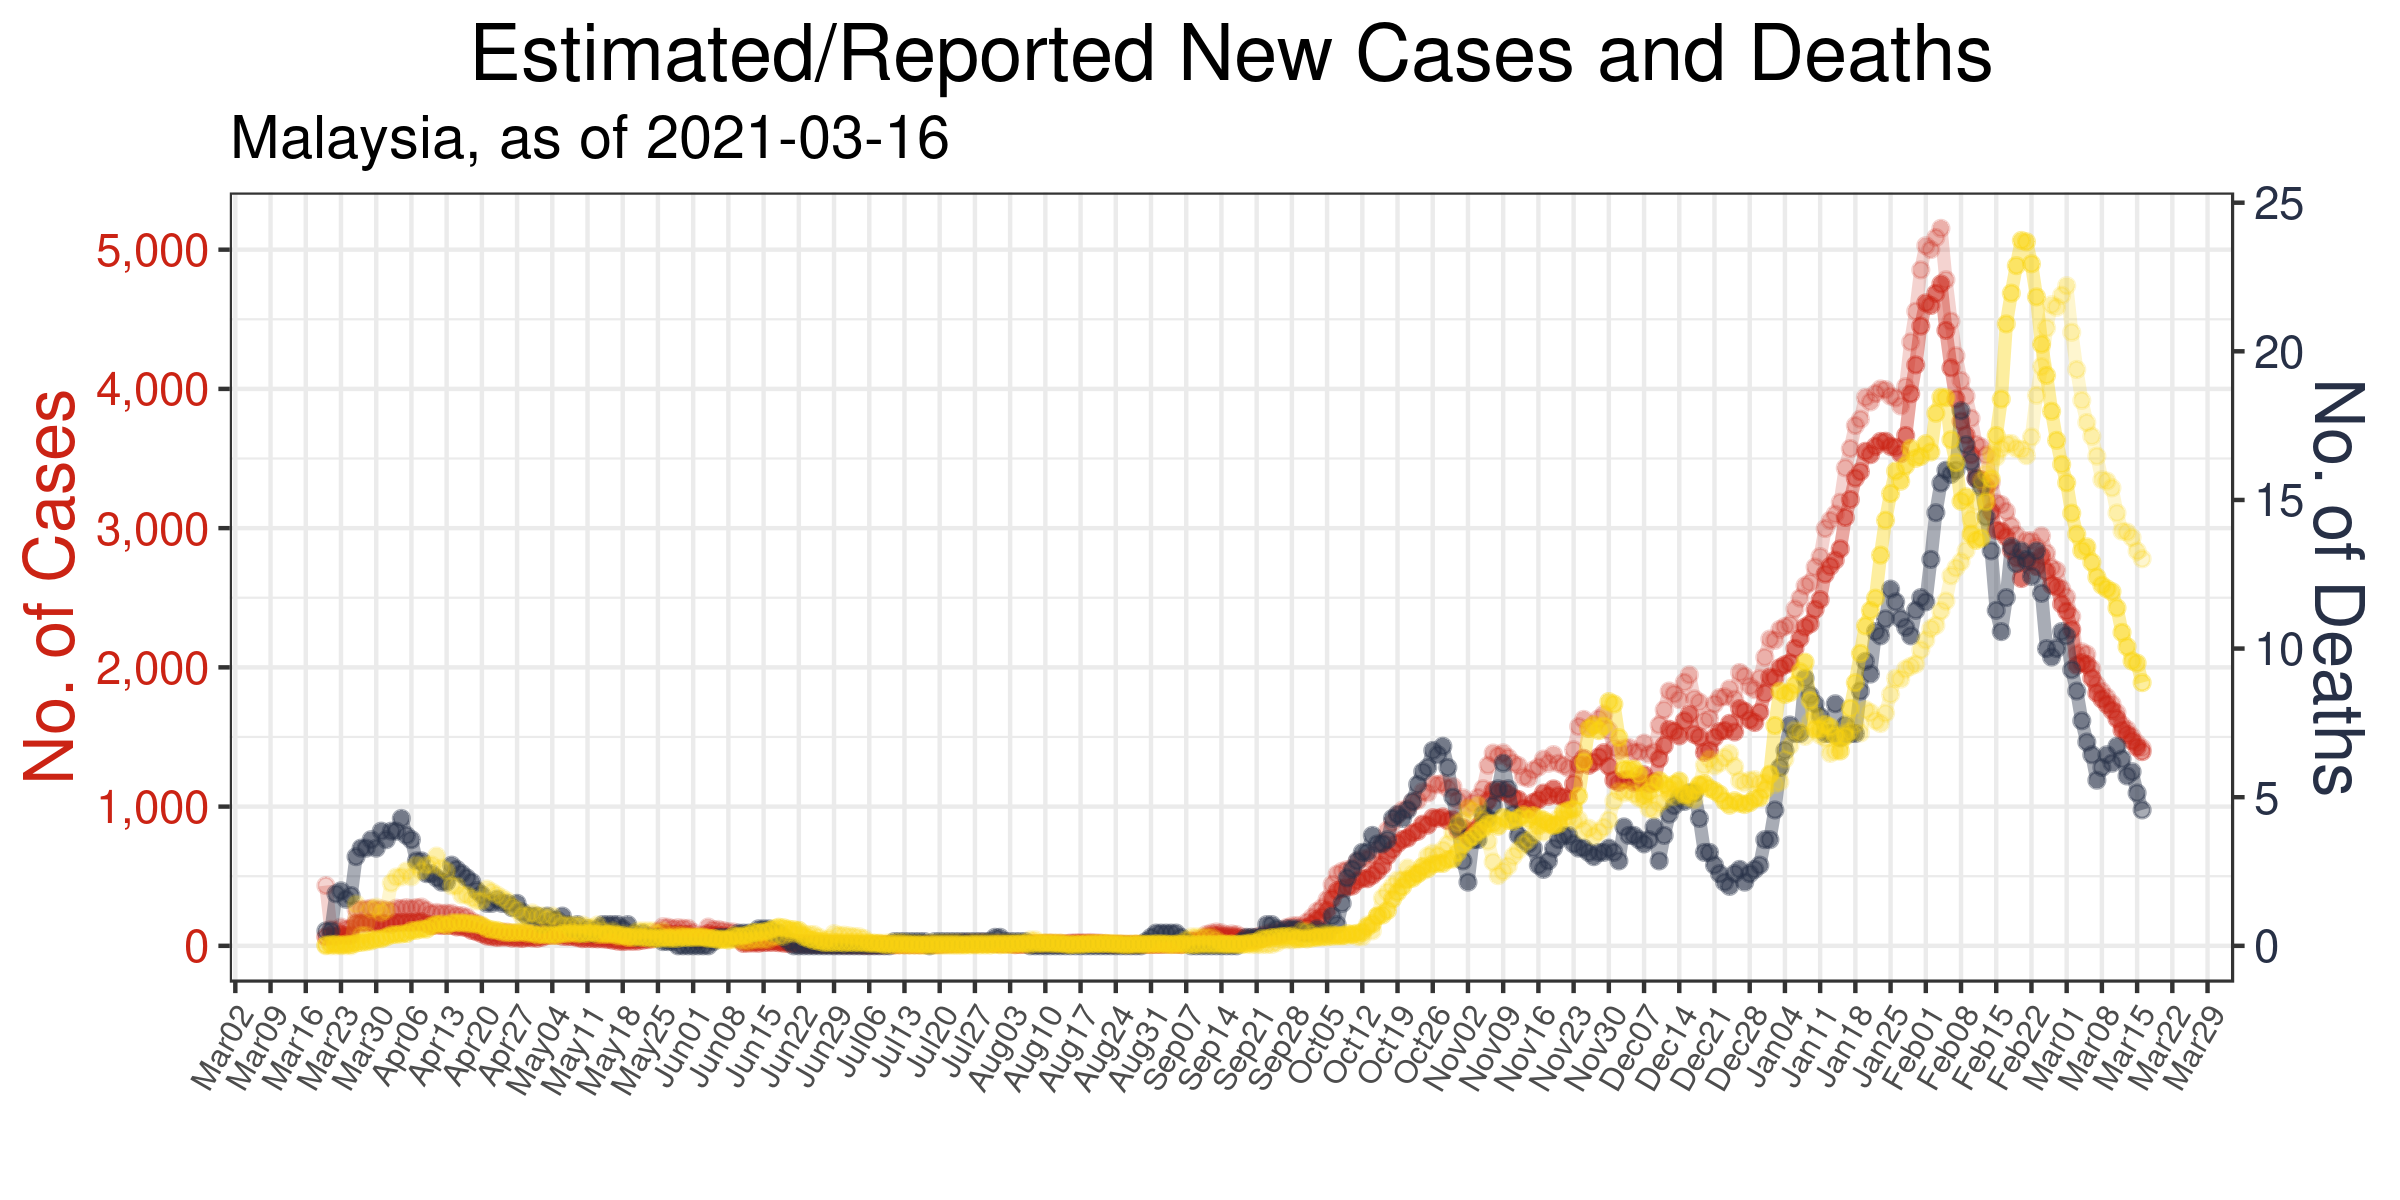 Estimated/Reported New Cases and Deaths
Malaysia, as of 2021-03-16
No. of Cases
5,000
4,000
3,000
2,000
1,000
0
25
20
15
10
5
0
No. of Deaths
Mar02
Mar09
Mar16
Mar23
Mar30
Apr06
Apr13
Apr20
Apr27
May04
May11
May18
May25
Jun01
Jun08
Jun15
Jun22
Jun29
Jul06
Jul13
Jul20
Jul27
Aug03
Aug10
Aug17
Aug24
Aug31
Sep07
Sep14
Sep21
Sep28
Oct05
Oct12
Oct19
Oct26
Nov02
Nov09
Nov16
Nov23
Nov30
Dec07
Dec14
Dec21
Dec28
Jan04
Jan11
Jan18
Jan25
Feb01
Feb08
Feb15
Feb22
Mar01
Mar08
Mar15
Mar22
Mar29